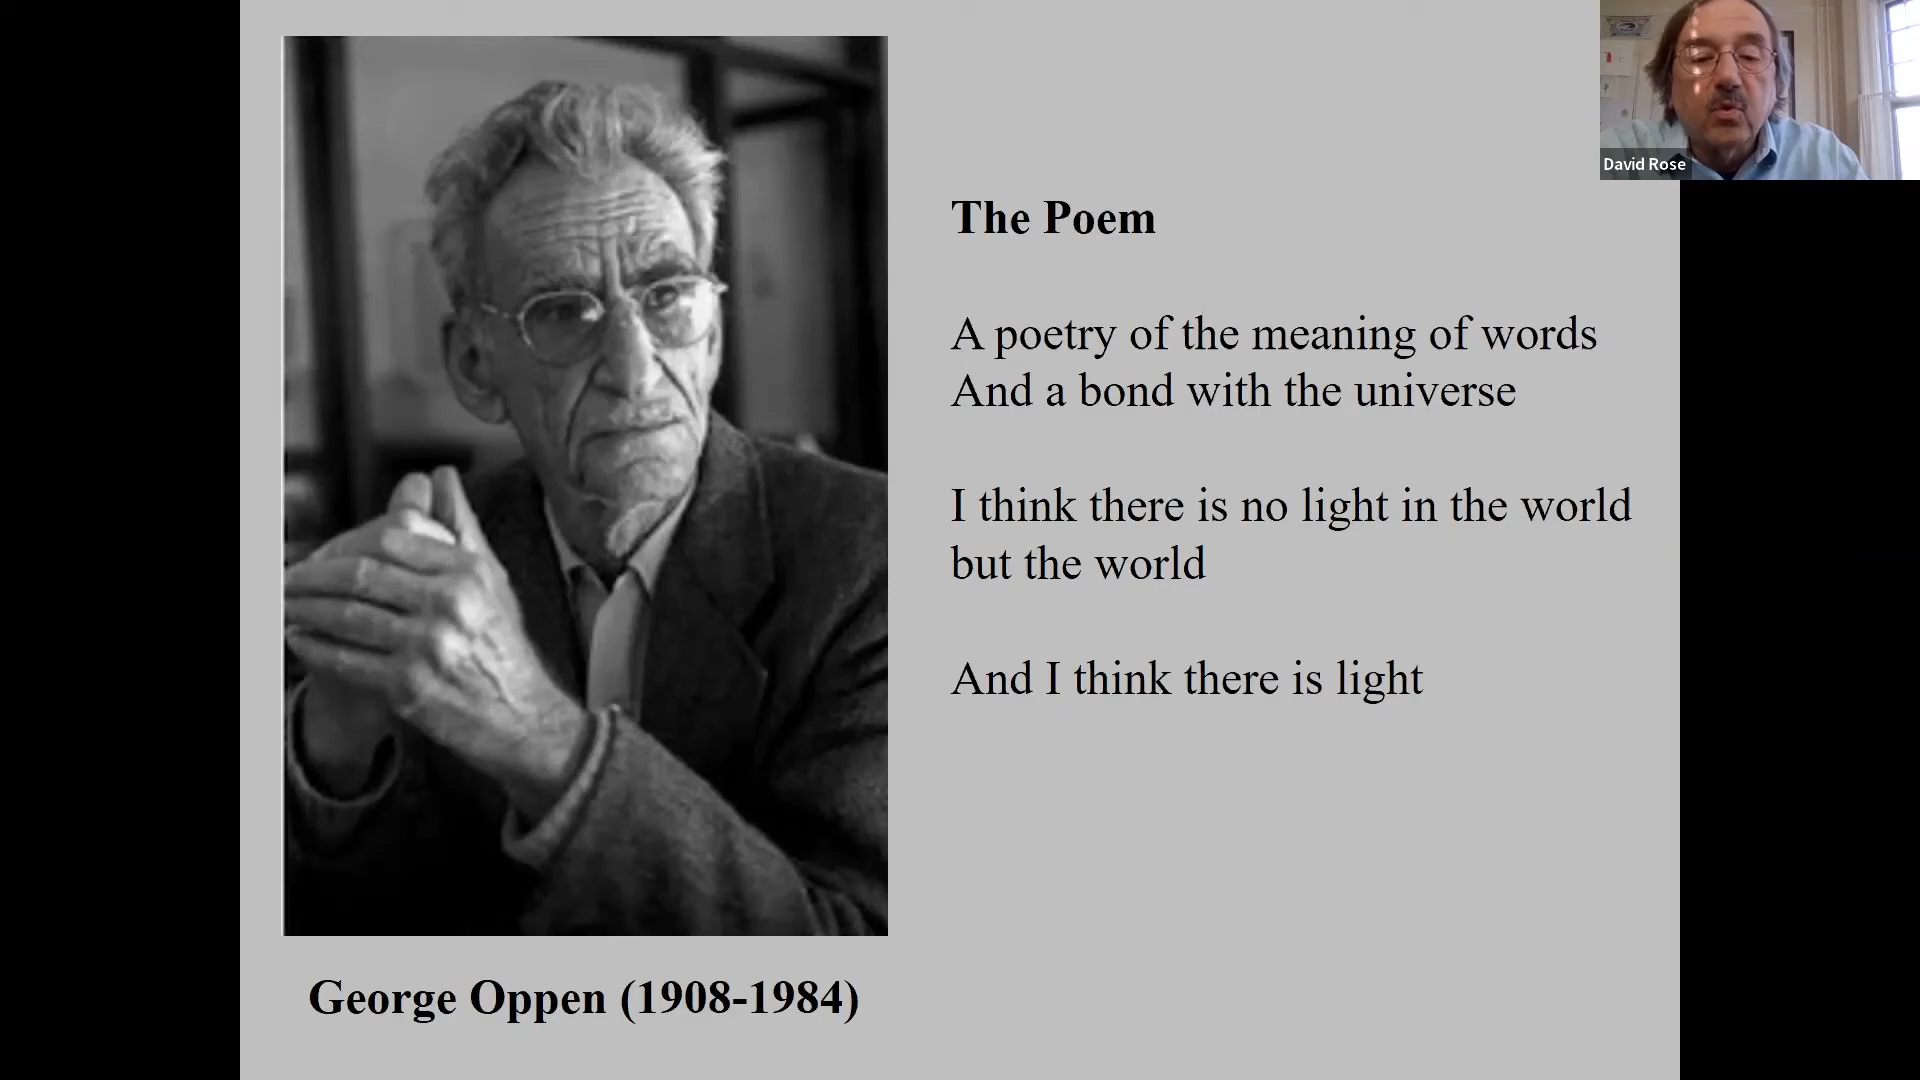 David Rose
The Poem
A poetry of the meaning of words
And a bond with the universe
I think there is no light in the world
but the world
And I think there is light
George Oppen (1908-1984)